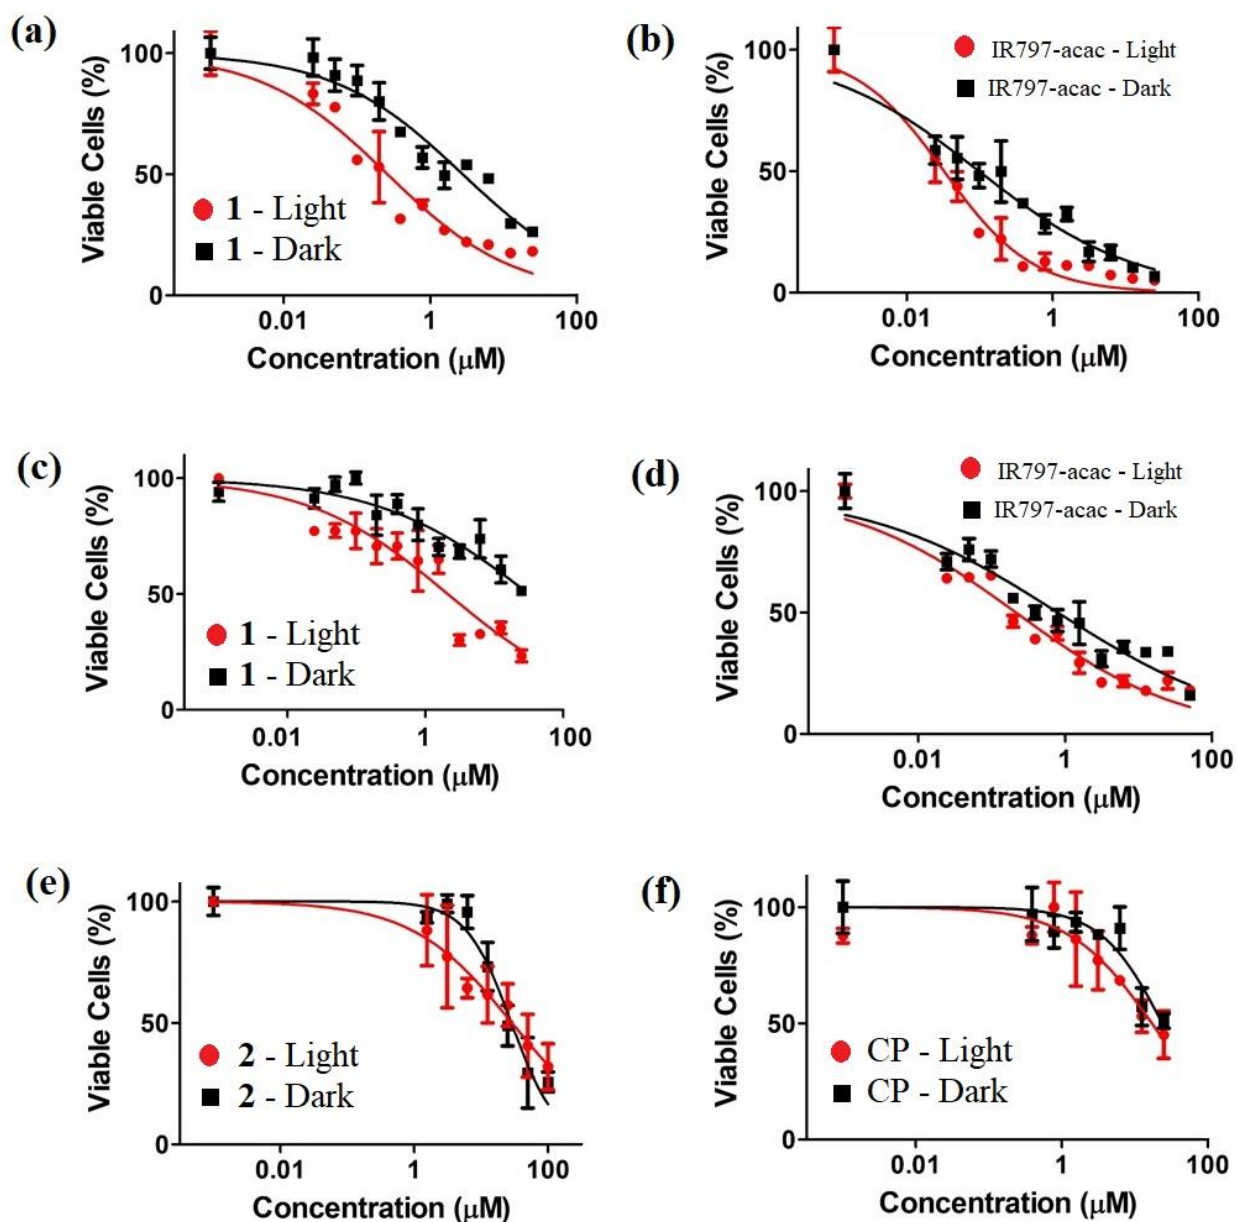 (a)
Viable Cells (%)
100
50
0
1 - Light
1 - Dark
0.01
1
100
Concentration (μM)
(b)
Viable Cells (%)
100
50
0
IR797-acac - Light
IR797-acac - Dark
0.01
1
100
Concentration (μM)
(c)
Viable Cells (%)
100
50
0
1 - Light
1 - Dark
0.01
1
100
Concentration (μM)
(d)
Viable Cells (%)
100
50
0
IR797-acac - Light
IR797-acac - Dark
0.01
1
100
Concentration (μM)
(e)
Viable Cells (%)
100
50
0
2 - Light
2 - Dark
0.01
1
100
Concentration (μM)
(f)
Viable Cells (%)
100
50
0
CP - Light
CP - Dark
0.01
1
100
Concentration (μM)